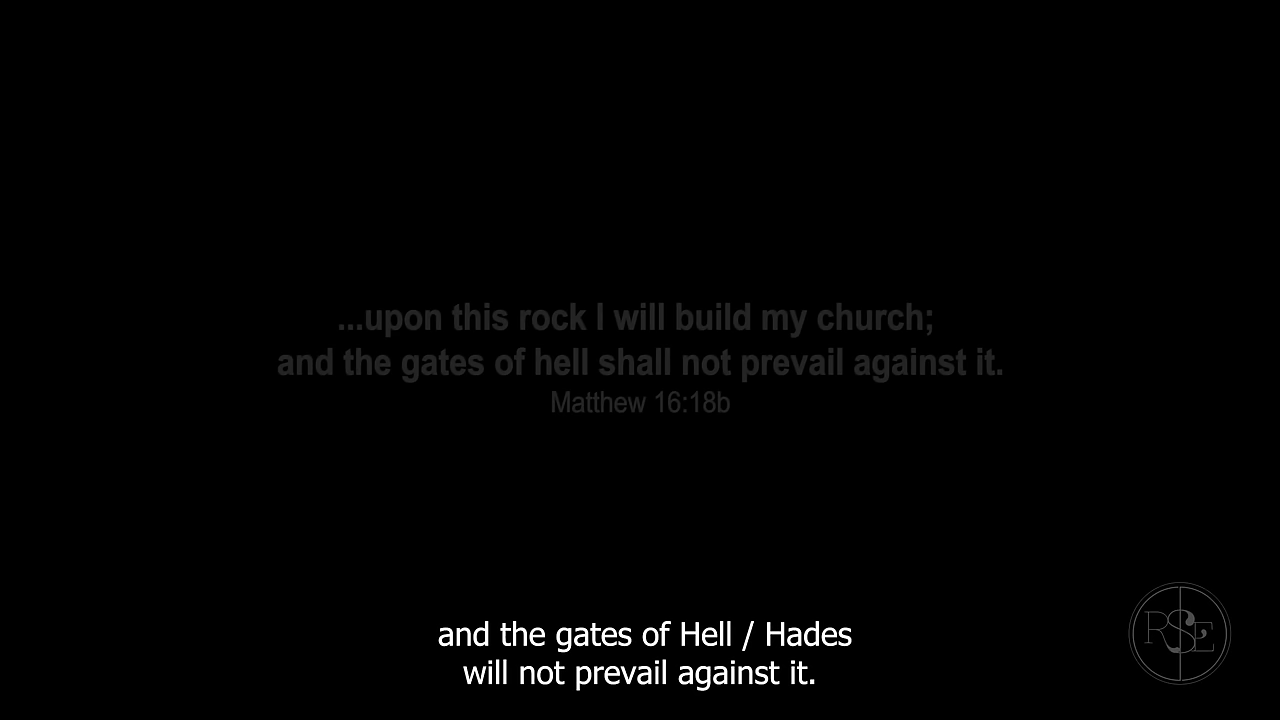 ...upon this rock I will build my church;
and the gates of hell shall not prevail against it.
Matthew 16:18b
RSE
and the gates of Hell / Hades
will not prevail against it.